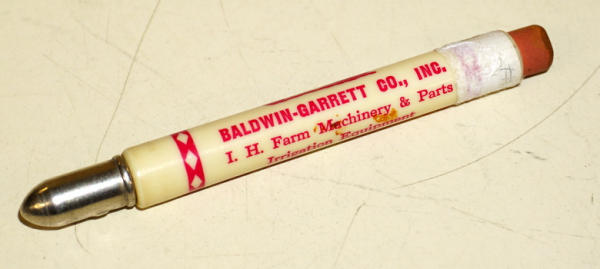 BALDWIN-GARRETT CO., INC.
I. H. Farm Machinery & Parts
Irrigation Equipment